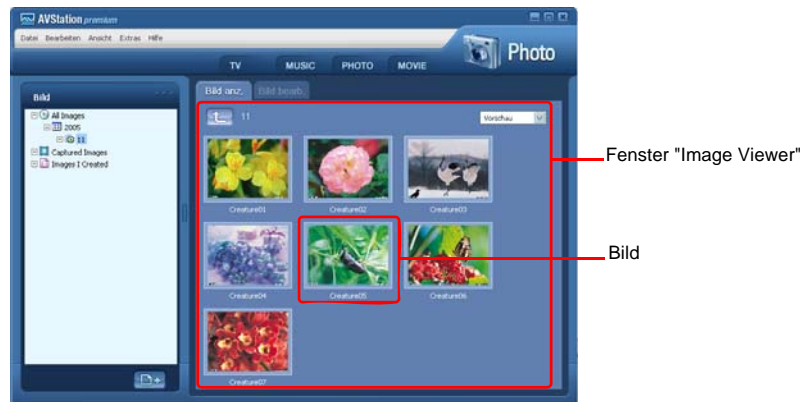 AVStation premium
Datei Bearbeiten Ansicht Extras Hilfe
Photo
TV MUSIC PHOTO MOVIE
Bild
Bild anz. Bild bearb.
All Images
2005
11
Captured Images
Images I Created
11
Vorschau
Creature01 Creature02 Creature03
Creature04 Creature05 Creature06
Creature07
Fenster "Image Viewer"
Bild